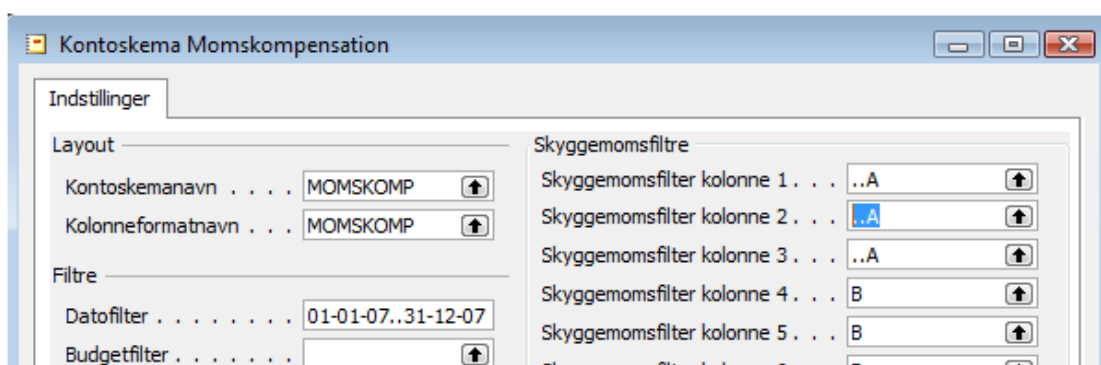 Kontoskema Momskompensation
Indstillinger
Layout
Kontoskemanavn . . . . MOMSKOMP
Kolonneformatnavn . . . MOMSKOMP
Filtre
Datofilter . . . . . . . . 01-01-07..31-12-07
Budgetfilter . . . . . . .
Skyggemomsfiltre
Skyggemomsfilter kolonne 1 . . . ..A
Skyggemomsfilter kolonne 2 . . . ..A
Skyggemomsfilter kolonne 3 . . . ..A
Skyggemomsfilter kolonne 4 . . . B
Skyggemomsfilter kolonne 5 . . . B